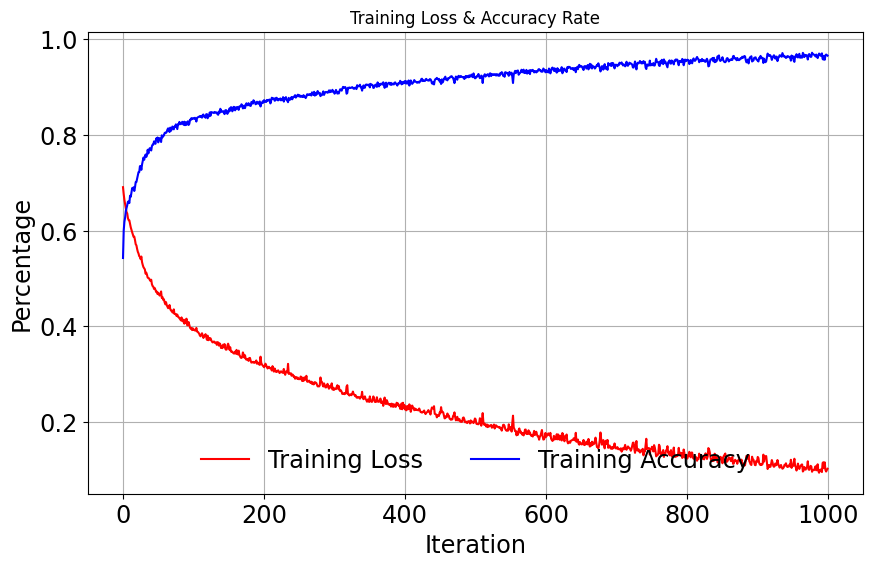 Training Loss & Accuracy Rate
1.0
0.8
0.6
0.4
0.2
Percentage
Training Loss
Training Accuracy
0 200 400 600 800 1000
Iteration